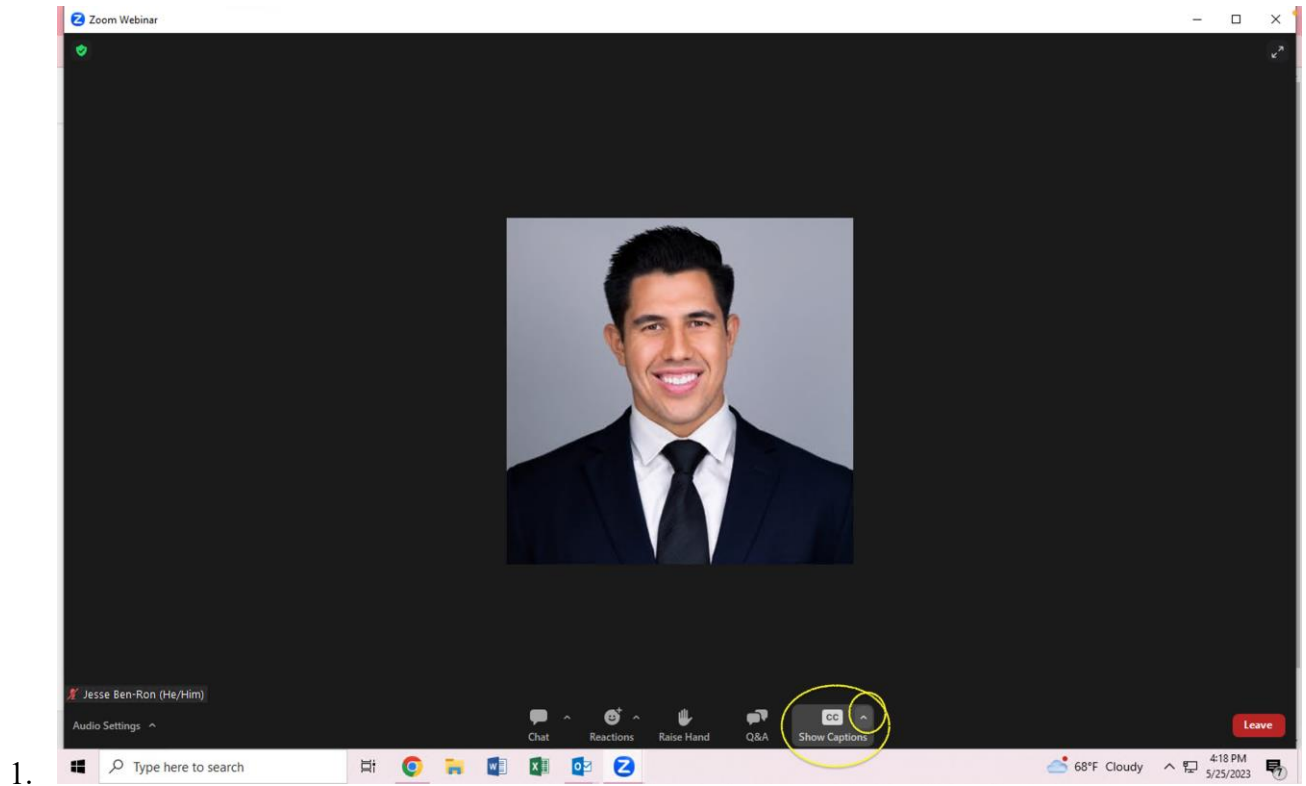 Zoom Webinar
Jesse Ben-Ron (He/Him)
Audio Settings
Chat
Reactions
Raise Hand
Q&A
CC
Show Captions
Leave
1.
Type here to search
68°F Cloudy
4:18 PM
5/25/2023
7